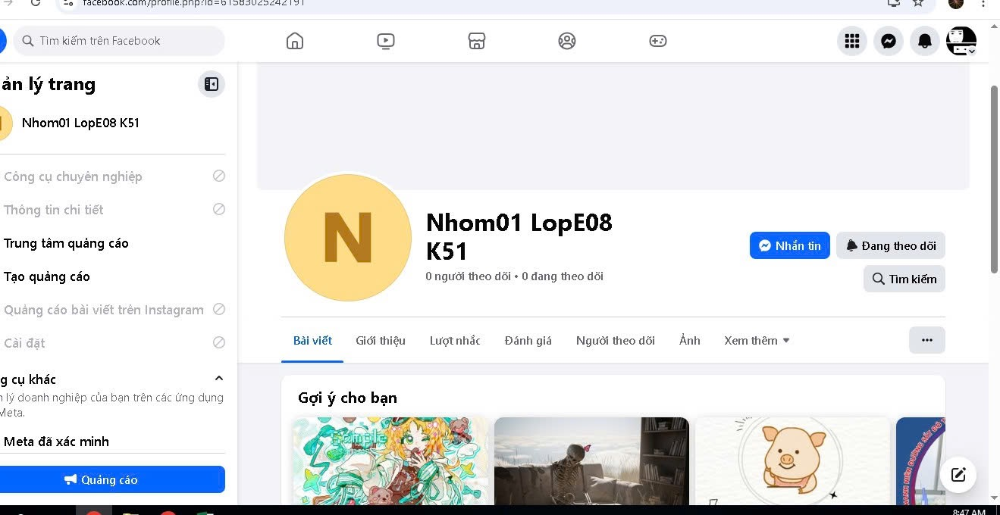 facebook.com/profile.php?id=61583025242191
Tìm kiếm trên Facebook
ản lý trang
Nhom01 LopE08 K51
Công cụ chuyên nghiệp
Thông tin chi tiết
Trung tâm quảng cáo
Tạo quảng cáo
Quảng cáo bài viết trên Instagram
Cài đặt
g cụ khác
lý doanh nghiệp của bạn trên các ứng dụng
Meta.
Meta đã xác minh
Quảng cáo
N
Nhom01 LopE08
K51
0 người theo dõi • 0 đang theo dõi
Nhắn tin
Đang theo dõi
Tìm kiếm
Bài viết Giới thiệu Lượt nhắc Đánh giá Người theo dõi Ảnh Xem thêm
Gợi ý cho bạn
Sample
8:47 AM